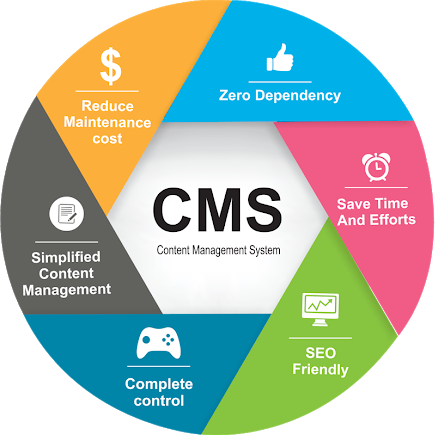 $
Reduce
Maintenance
cost
Zero Dependency
Save Time
And Efforts
SEO
Friendly
Complete
control
Simplified
Content
Management
CMS
Content Management System